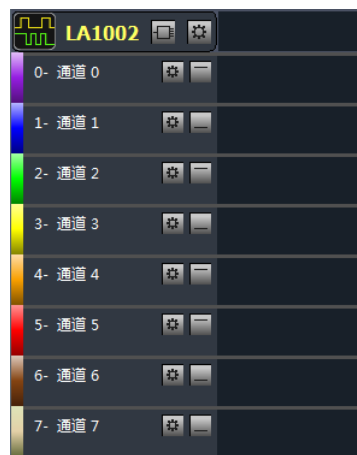 LA1002
0- 通道 0
1- 通道 1
2- 通道 2
3- 通道 3
4- 通道 4
5- 通道 5
6- 通道 6
7- 通道 7